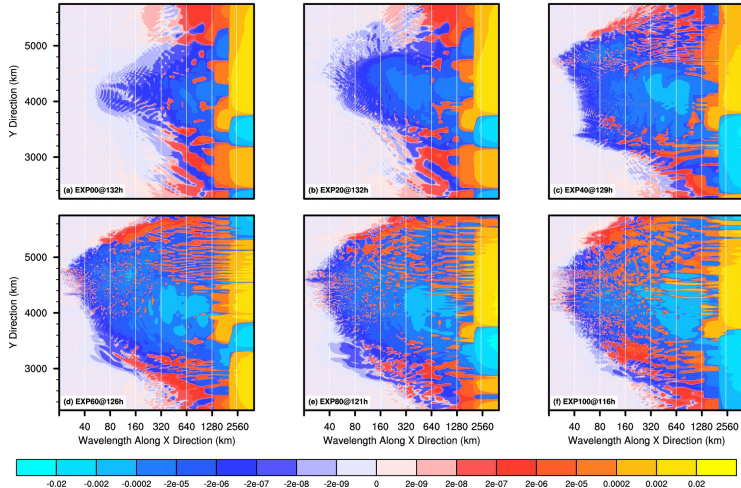 5000
4000
3000
Y Direction (km)
(a) EXP00@132h
(b) EXP20@132h
(c) EXP40@129h
5000
4000
3000
Y Direction (km)
(d) EXP60@126h
(e) EXP80@121h
(f) EXP100@116h
40 80 160 320 640 1280 2560
40 80 160 320 640 1280 2560
40 80 160 320 640 1280 2560
Wavelength Along X Direction (km)
Wavelength Along X Direction (km)
Wavelength Along X Direction (km)
-0.02 -0.002 -0.0002 -2e-05 -2e-06 -2e-07 -2e-08 -2e-09 0 2e-09 2e-08 2e-07 2e-06 2e-05 0.0002 0.002 0.02